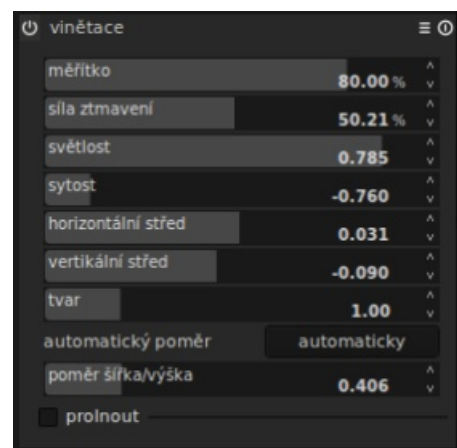 vinětace
měřítko
80.00 %
síla ztmavení
50.21 %
světlost
0.785
sytost
-0.760
horizontální střed
0.031
vertikální střed
-0.090
tvar
1.00
automatický poměr automaticky
poměr šířka/výška
0.406
prolnout